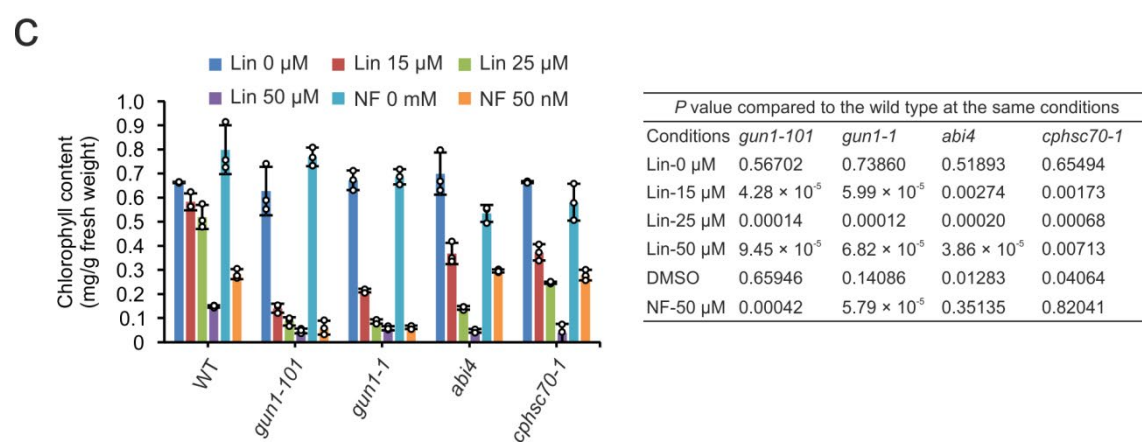 C
Lin 0 µM Lin 15 µM Lin 25 µM
Lin 50 µM NF 0 mM NF 50 nM
Chlorophyll content
(mg/g fresh weight)
1.0
0.9
0.8
0.7
0.6
0.5
0.4
0.3
0.2
0.1
0
WT
gun1-101
gun1-1
abi4
cphsc70-1
P value compared to the wild type at the same conditions
Conditions gun1-101 gun1-1 abi4 cphsc70-1
Lin-0 µM 0.56702 0.73860 0.51893 0.65494
Lin-15 µM 4.28 × 10⁻⁵ 5.99 × 10⁻⁵ 0.00274 0.00173
Lin-25 µM 0.00014 0.00012 0.00020 0.00068
Lin-50 µM 9.45 × 10⁻⁵ 6.82 × 10⁻⁵ 3.86 × 10⁻⁵ 0.00713
DMSO 0.65946 0.14086 0.01283 0.04064
NF-50 µM 0.00042 5.79 × 10⁻⁵ 0.35135 0.82041